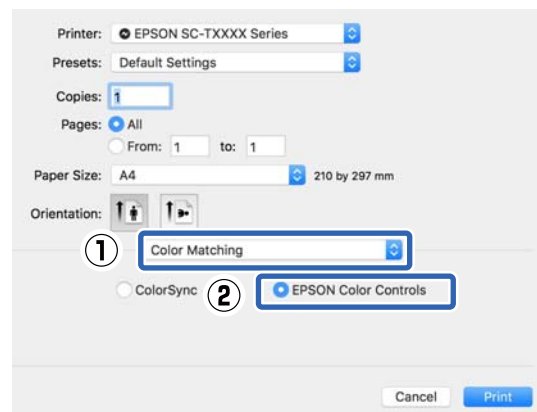 Printer: EPSON SC-TXXXX Series
Presets: Default Settings
Copies: 1
Pages: All
From: 1 to: 1
Paper Size: A4 210 by 297 mm
Orientation:
1 Color Matching
ColorSync 2 EPSON Color Controls
Cancel Print